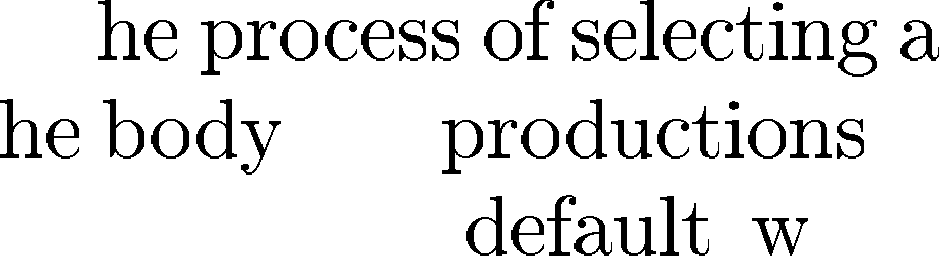 he process of selecting a
he body productions
default w